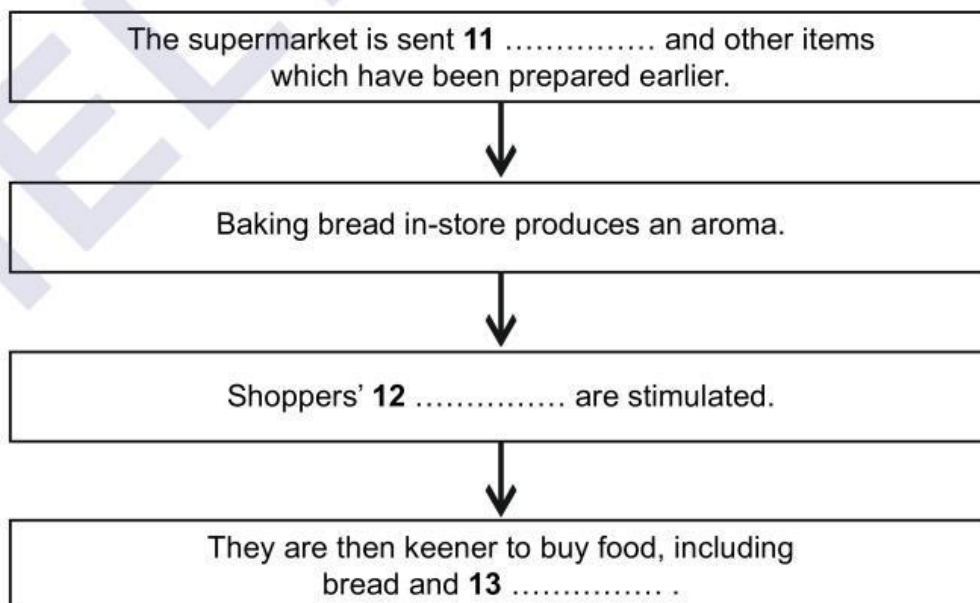 The supermarket is sent 11 ............... and other items
which have been prepared earlier.
Baking bread in-store produces an aroma.
Shoppers’ 12 ............... are stimulated.
They are then keener to buy food, including
bread and 13 ............... .